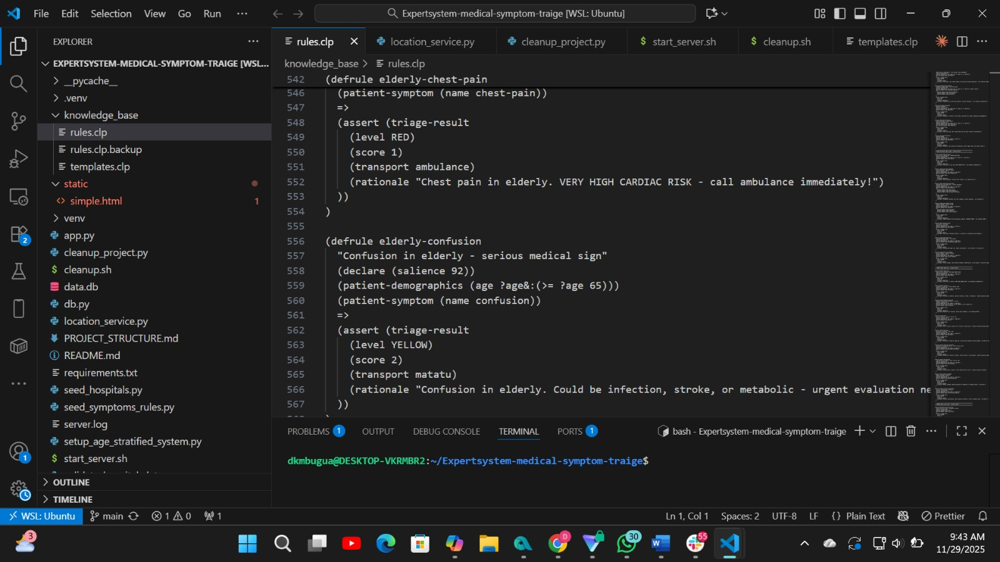 File Edit Selection View Go Run ···
Expertsystem-medical-symptom-traige [WSL: Ubuntu]
EXPLORER
EXPERTSYSTEM-MEDICAL-SYMPTOM-TRAIGE [WSL...
__pycache__
.venv
knowledge_base
rules.clp
rules.clp.backup
templates.clp
static
simple.html 1
venv
app.py
cleanup_project.py
cleanup.sh
data.db
db.py
location_service.py
PROJECT_STRUCTURE.md
README.md
requirements.txt
seed_hospitals.py
seed_symptoms_rules.py
server.log
setup_age_stratified_system.py
start_server.sh
OUTLINE
TIMELINE
2
1
rules.clp location_service.py cleanup_project.py $ start_server.sh $ cleanup.sh templates.clp
knowledge_base > rules.clp
542 (defrule elderly-chest-pain
546 (patient-symptom (name chest-pain))
547 =>
548 (assert (triage-result
549 (level RED)
550 (score 1)
551 (transport ambulance)
552 (rationale "Chest pain in elderly. VERY HIGH CARDIAC RISK - call ambulance immediately!")
553 ))
554 )
555
556 (defrule elderly-confusion
557 "Confusion in elderly - serious medical sign"
558 (declare (salience 92))
559 (patient-demographics (age ?age&:(>= ?age 65)))
560 (patient-symptom (name confusion))
561 =>
562 (assert (triage-result
563 (level YELLOW)
564 (score 2)
565 (transport matatu)
566 (rationale "Confusion in elderly. Could be infection, stroke, or metabolic - urgent evaluation ne
567 ))
PROBLEMS 1 OUTPUT DEBUG CONSOLE TERMINAL PORTS 1 bash - Expertsystem-medical-symptom-traige
dkmbugua@DESKTOP-VKRMBR2:~/Expertsystem-medical-symptom-traige$
WSL: Ubuntu main 1 0 1 Ln 1, Col 1 Spaces: 2 UTF-8 LF {} Plain Text Prettier
3 D 30 55 9:43 AM
11/29/2025